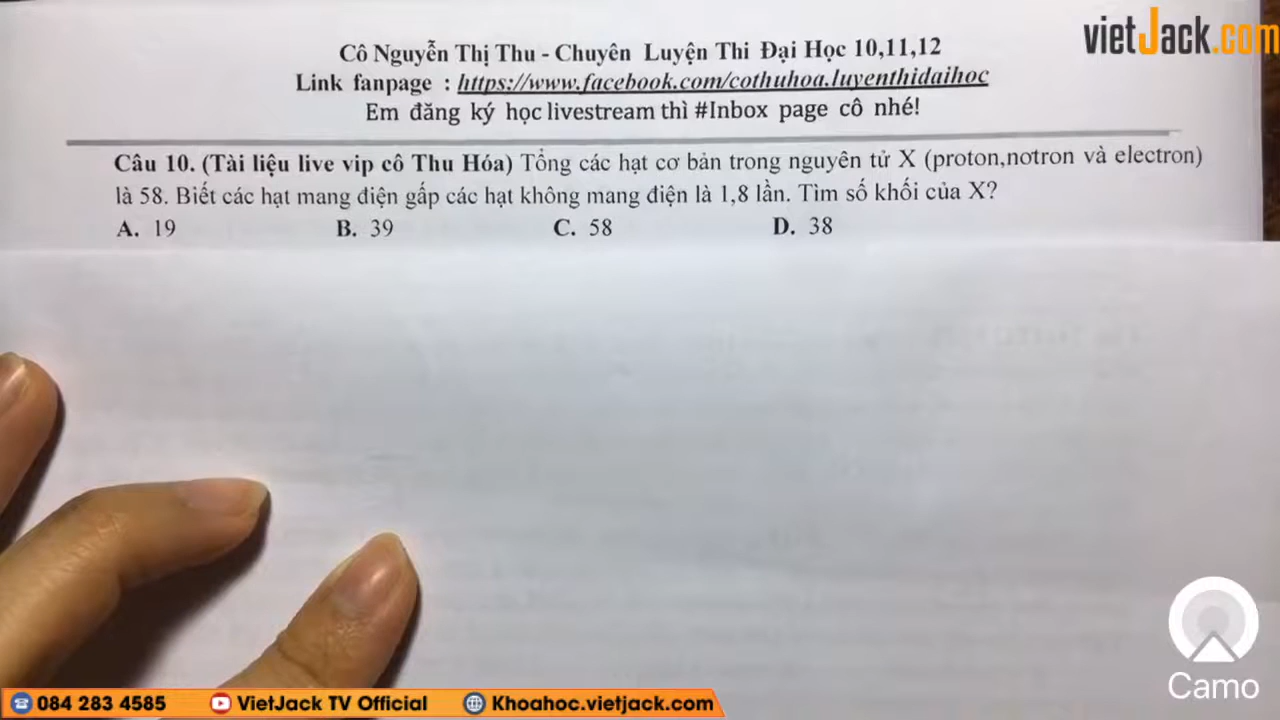 vietJack.com
Cô Nguyễn Thị Thu - Chuyên Luyện Thi Đại Học 10,11,12
Link fanpage : https://www.facebook.com/cothuhoa.luyenthidaihoc
Em đăng ký học livestream thì #Inbox page cô nhé!
Câu 10. (Tài liệu live vip cô Thu Hóa) Tổng các hạt cơ bản trong nguyên tử X (proton,nơtron và electron)
là 58. Biết các hạt mang điện gấp các hạt không mang điện là 1,8 lần. Tìm số khối của X?
A. 19 B. 39 C. 58 D. 38
Camo
084 283 4585 VietJack TV Official Khoahoc.vietjack.com